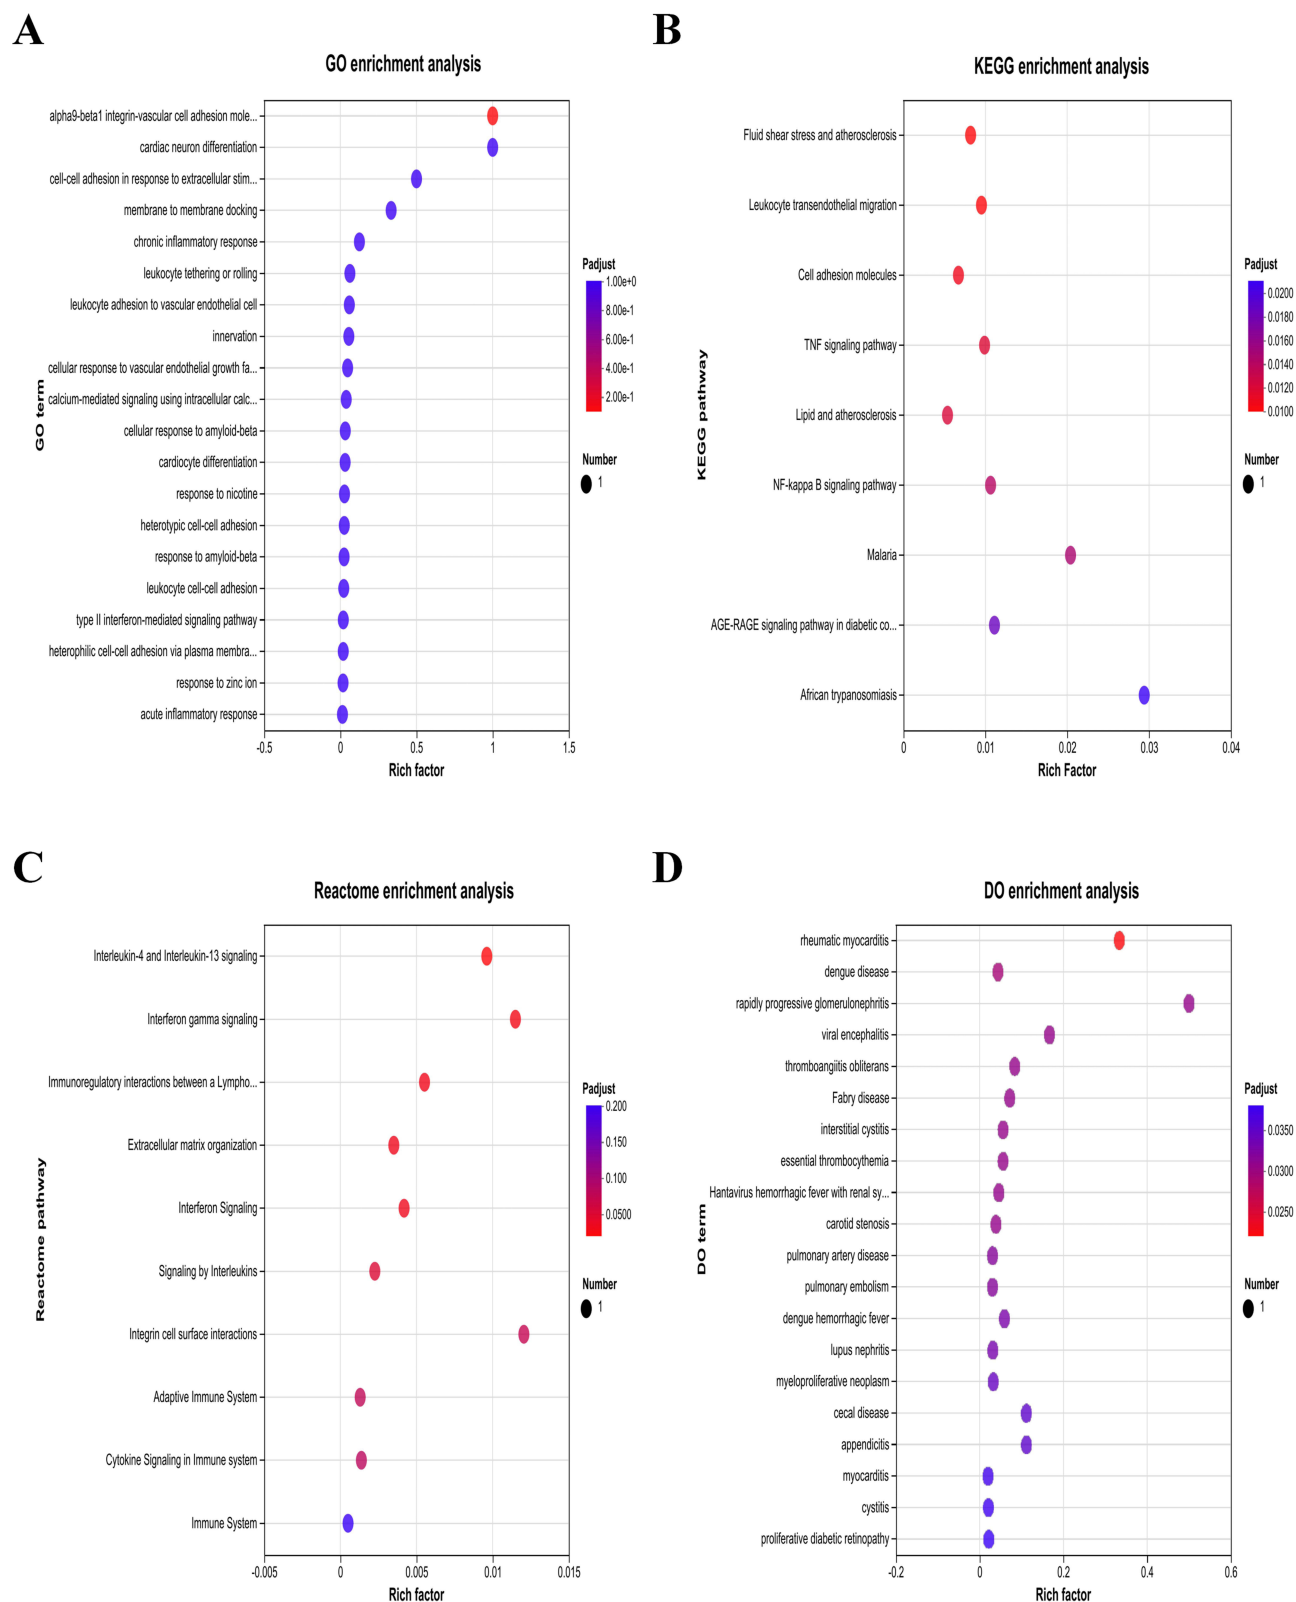 A
GO enrichment analysis
alpha9-beta1 integrin-vascular cell adhesion mole...
cardiac neuron differentiation
cell-cell adhesion in response to extracellular stim...
membrane to membrane docking
chronic inflammatory response
leukocyte tethering or rolling
leukocyte adhesion to vascular endothelial cell
innervation
cellular response to vascular endothelial growth fa...
calcium-mediated signaling using intracellular calc...
cellular response to amyloid-beta
cardiocyte differentiation
response to nicotine
heterotypic cell-cell adhesion
response to amyloid-beta
leukocyte cell-cell adhesion
type II interferon-mediated signaling pathway
heterophilic cell-cell adhesion via plasma membra...
response to zinc ion
acute inflammatory response
GO term
-0.5 0 0.5 1 1.5
Rich factor
Padjust
1.00e+0
8.00e-1
6.00e-1
4.00e-1
2.00e-1
Number
1
B
KEGG enrichment analysis
Fluid shear stress and atherosclerosis
Leukocyte transendothelial migration
Cell adhesion molecules
TNF signaling pathway
Lipid and atherosclerosis
NF-kappa B signaling pathway
Malaria
AGE-RAGE signaling pathway in diabetic co...
African trypanosomiasis
KEGG pathway
0 0.01 0.02 0.03 0.04
Rich Factor
Padjust
0.0200
0.0180
0.0160
0.0140
0.0120
0.0100
Number
1
C
Reactome enrichment analysis
Interleukin-4 and Interleukin-13 signaling
Interferon gamma signaling
Immunoregulatory interactions between a Lympho...
Extracellular matrix organization
Interferon Signaling
Signaling by Interleukins
Integrin cell surface interactions
Adaptive Immune System
Cytokine Signaling in Immune system
Immune System
Reactome pathway
-0.005 0 0.005 0.01 0.015
Rich factor
Padjust
0.200
0.150
0.100
0.0500
Number
1
D
DO enrichment analysis
rheumatic myocarditis
dengue disease
rapidly progressive glomerulonephritis
viral encephalitis
thromboangiitis obliterans
Fabry disease
interstitial cystitis
essential thrombocythemia
Hantavirus hemorrhagic fever with renal sy...
carotid stenosis
pulmonary artery disease
pulmonary embolism
dengue hemorrhagic fever
lupus nephritis
myeloproliferative neoplasm
cecal disease
appendicitis
myocarditis
cystitis
proliferative diabetic retinopathy
DO term
-0.2 0 0.2 0.4 0.6
Rich factor
Padjust
0.0350
0.0300
0.0250
Number
1